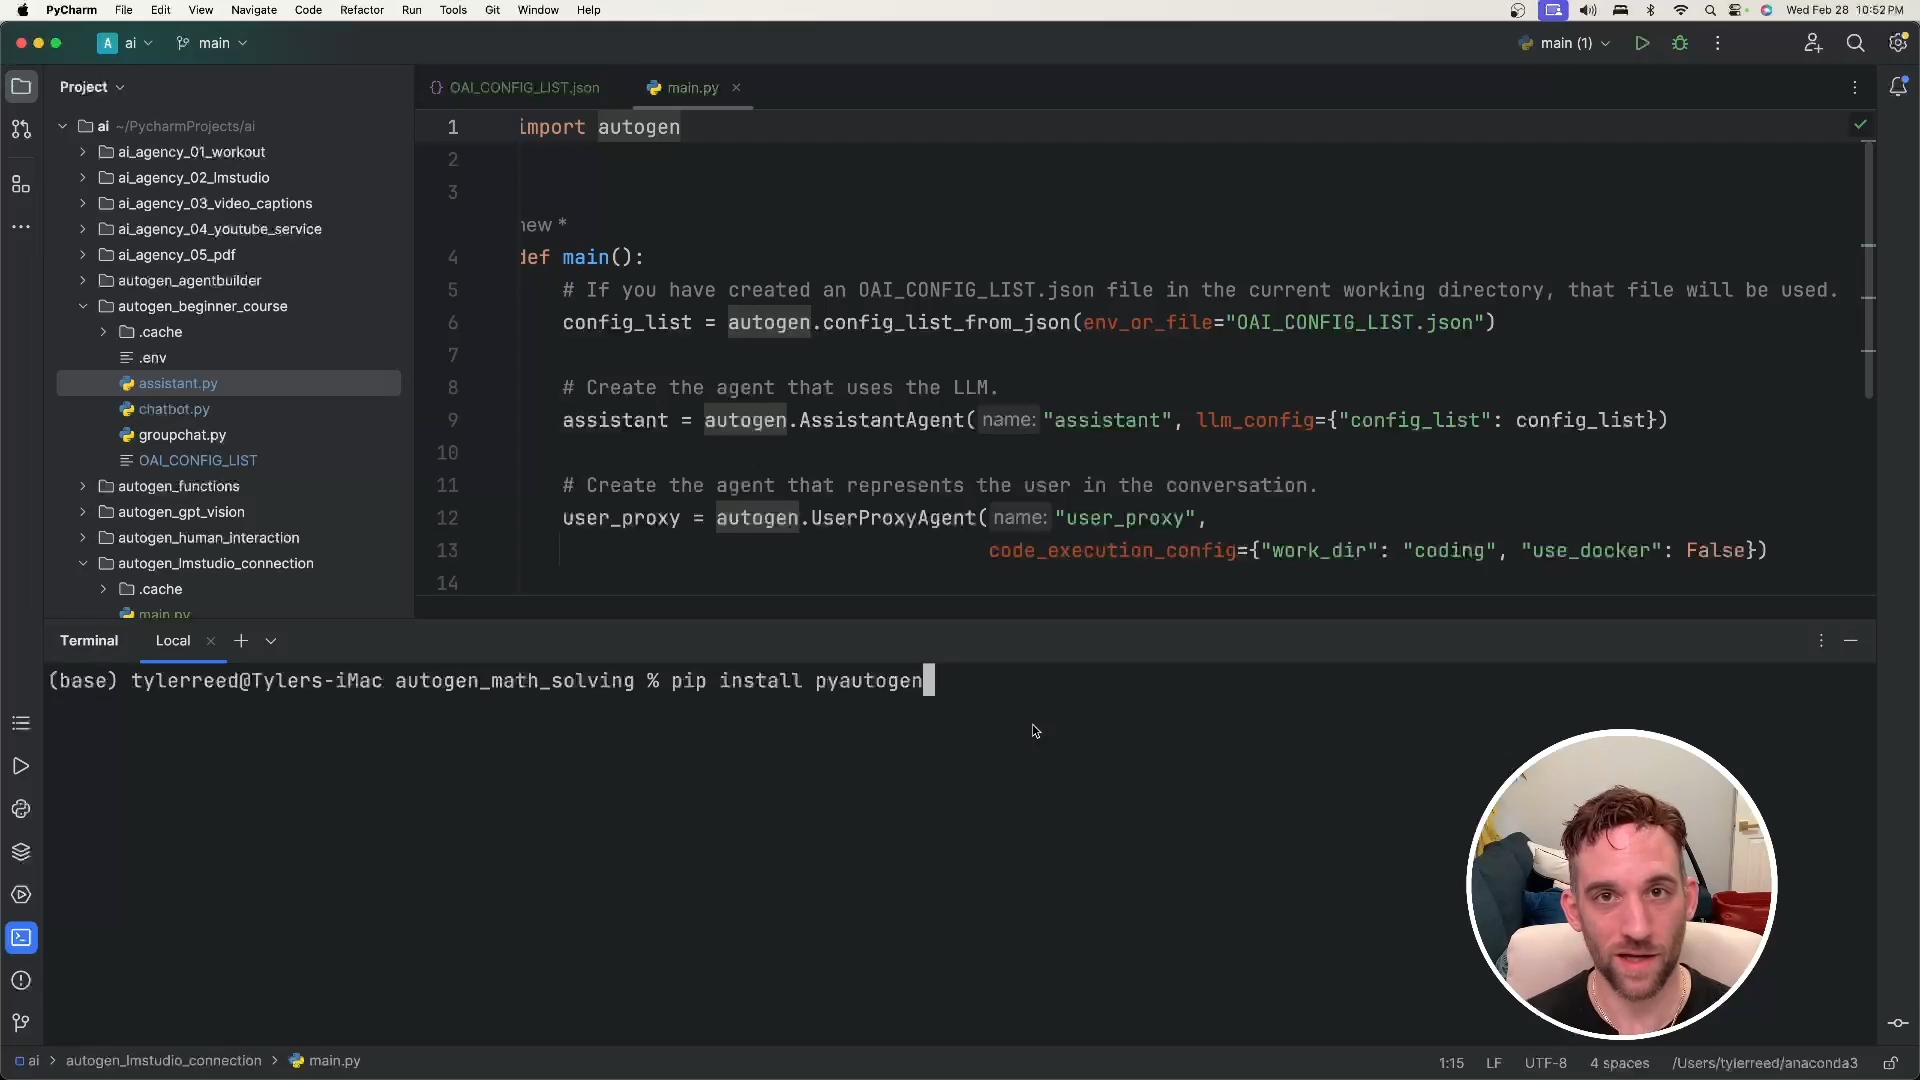 PyCharm File Edit View Navigate Code Refactor Run Tools Git Window Help Wed Feb 28 10:52 PM
A ai main main (1)
Project
OAI_CONFIG_LIST.json main.py
ai ~/PycharmProjects/ai
ai_agency_01_workout
ai_agency_02_lmstudio
ai_agency_03_video_captions
ai_agency_04_youtube_service
ai_agency_05_pdf
autogen_agentbuilder
autogen_beginner_course
.cache
.env
assistant.py
chatbot.py
groupchat.py
OAI_CONFIG_LIST
autogen_functions
autogen_gpt_vision
autogen_human_interaction
autogen_lmstudio_connection
.cache
main.py
1 import autogen
2
3
new *
4 def main():
5 # If you have created an OAI_CONFIG_LIST.json file in the current working directory, that file will be used.
6 config_list = autogen.config_list_from_json(env_or_file="OAI_CONFIG_LIST.json")
7
8 # Create the agent that uses the LLM.
9 assistant = autogen.AssistantAgent( name: "assistant", llm_config={"config_list": config_list})
10
11 # Create the agent that represents the user in the conversation.
12 user_proxy = autogen.UserProxyAgent( name: "user_proxy",
13 code_execution_config={"work_dir": "coding", "use_docker": False})
14
Terminal Local
(base) tylerreed@Tylers-iMac autogen_math_solving % pip install pyautogen
ai > autogen_lmstudio_connection > main.py 1:15 LF UTF-8 4 spaces /Users/tylerreed/anaconda3